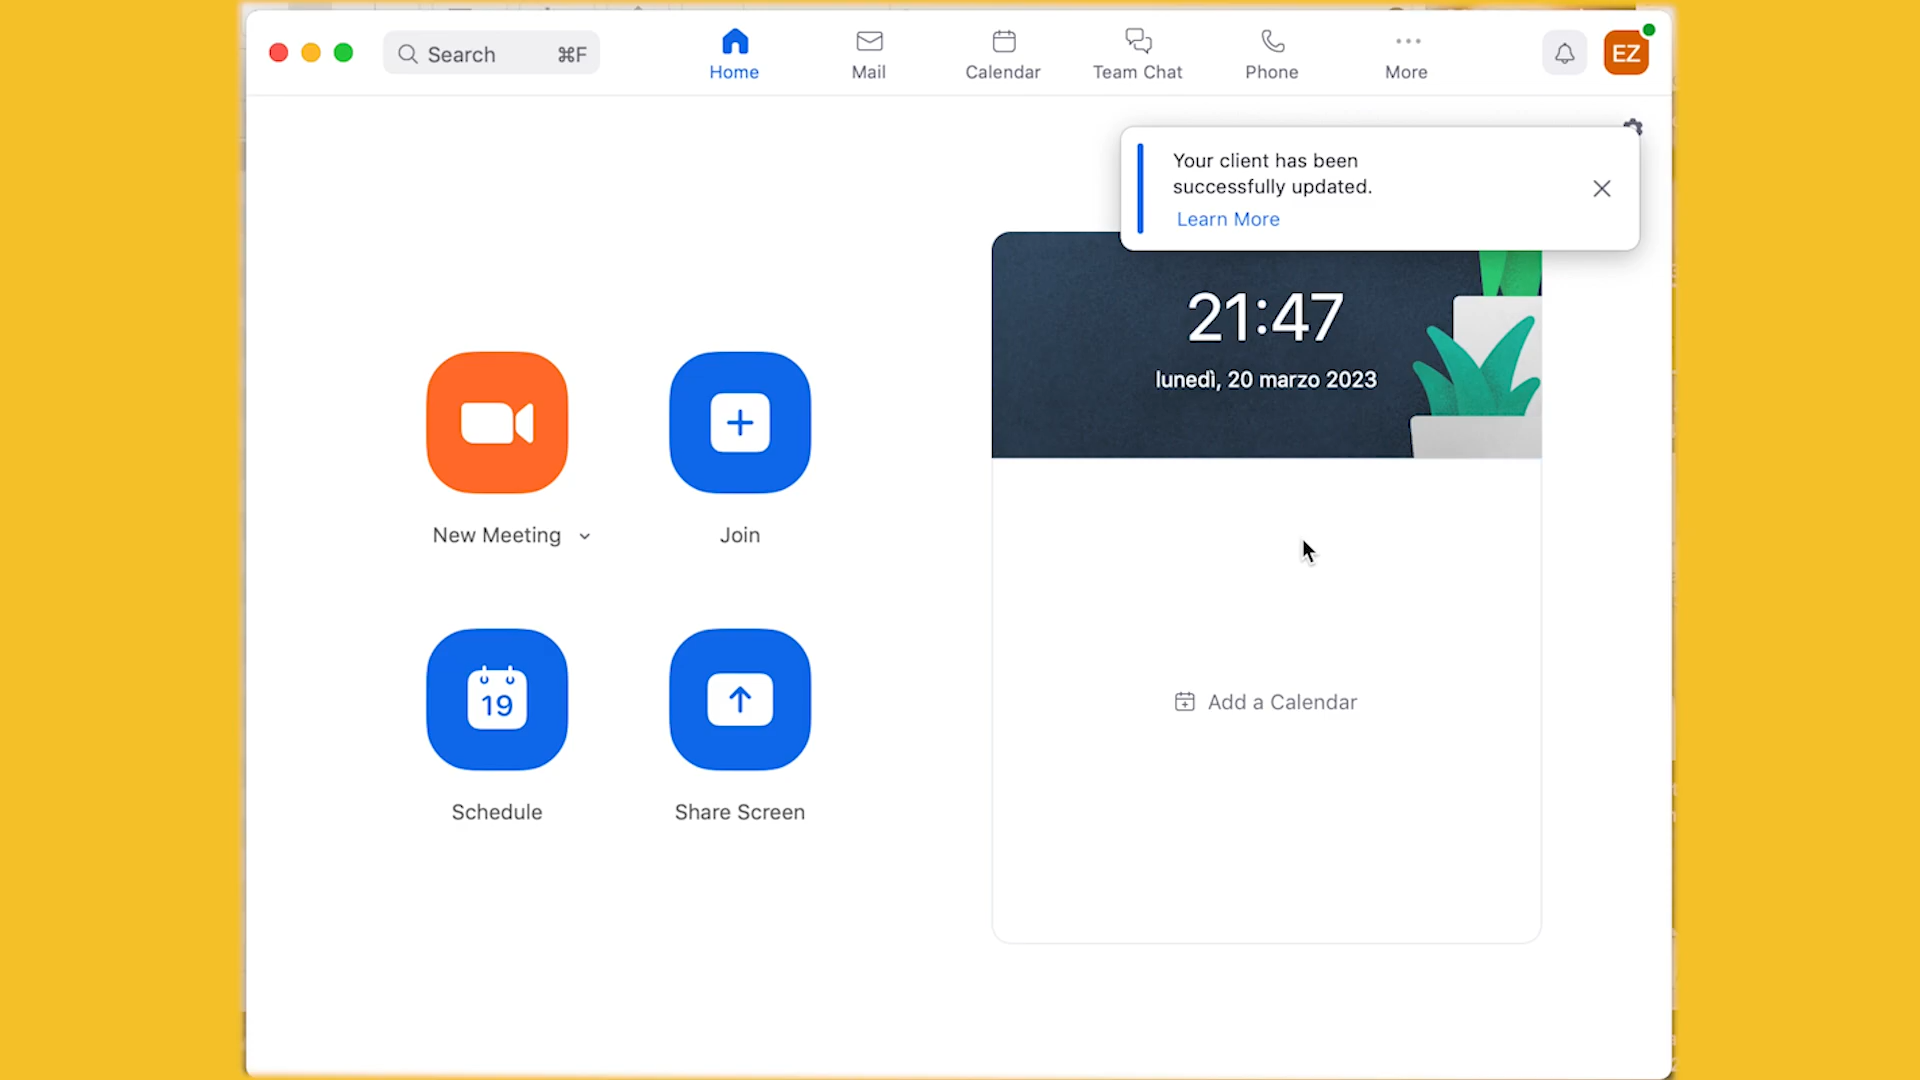 Search ⌘F
Home
Mail
Calendar
Team Chat
Phone
More
EZ
Your client has been
successfully updated.
Learn More
21:47
lunedì, 20 marzo 2023
New Meeting
Join
19
Schedule
Share Screen
Add a Calendar